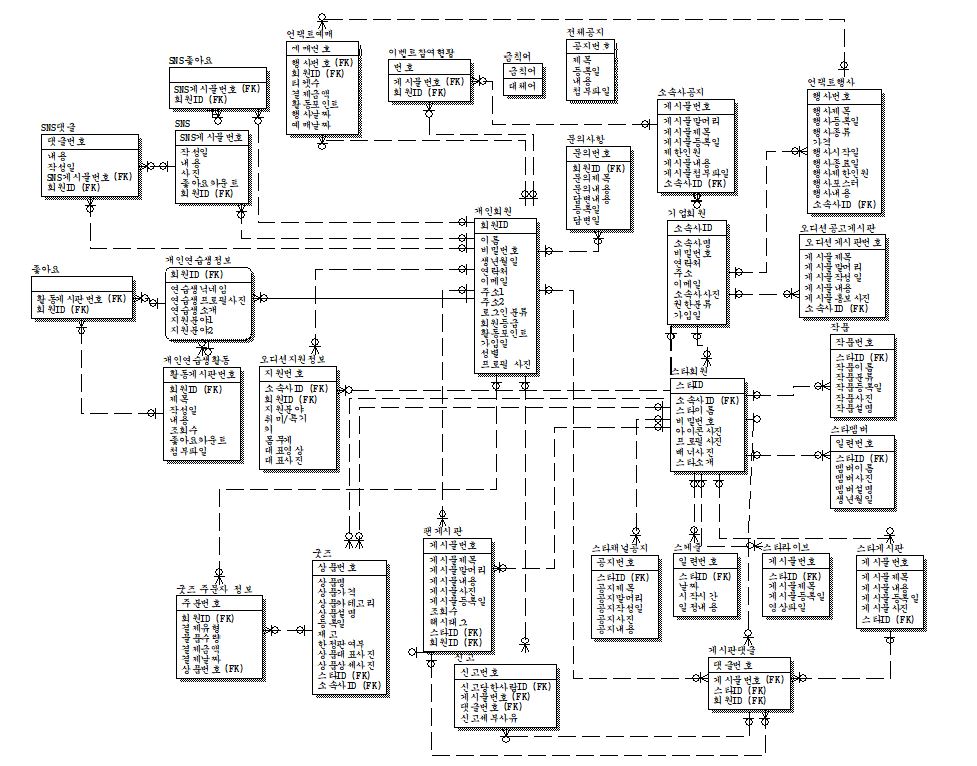 언택트예매
예매번호
행사번호 (FK)
회원ID (FK)
티켓수
결제금액
활동포인트
행사날짜
예매날짜
이벤트참여현황
번호
게시물번호 (FK)
회원ID (FK)
금칙어
금칙어
대체어
전체공지
공지번호
제목
등록일
내용
첨부파일
SNS좋아요
SNS게시물번호 (FK)
회원ID (FK)
소속사공지
게시물번호
게시물말머리
게시물제목
게시물등록일
제한인원
게시물내용
게시물첨부파일
소속사ID (FK)
언택트행사
행사번호
행사제목
행사등록일
행사종류
가격
행사시작일
행사종료일
행사제한인원
행사포스터
행사내용
소속사ID (FK)
SNS댓글
댓글번호
내용
작성일
SNS게시물번호 (FK)
회원ID (FK)
SNS
SNS게시물번호
작성일
내용
사진
좋아요카운트
회원ID (FK)
문의사항
문의번호
회원ID (FK)
문의제목
문의내용
답변내용
등록일
답변일
개인회원
회원ID
이름
비밀번호
생년월일
연락처
이메일
주소1
주소2
로그인분류
회원등급
활동포인트
가입일
성별
프로필 사진
기업회원
소속사ID
소속사명
비밀번호
연락처
주소
이메일
소속사사진
권한분류
가입일
오디션공고게시판
오디션게시판번호
게시물제목
게시물말머리
게시물작성일
게시물내용
게시물홍보사진
소속사ID (FK)
좋아요
활동게시판번호 (FK)
회원ID (FK)
개인연습생정보
회원ID (FK)
연습생닉네임
연습생프로필사진
연습생소개
지원분야1
지원분야2
개인연습생활동
활동게시판번호
회원ID (FK)
제목
작성일
내용
조회수
좋아요카운트
첨부파일
오디션지원정보
지원번호
소속사ID (FK)
회원ID (FK)
지원분야
취미/특기
키
몸무게
대표영상
대표사진
스타회원
스타ID
소속사ID (FK)
스타이름
비밀번호
아이콘사진
프로필사진
배너사진
스타소개
작품
작품번호
스타ID (FK)
작품이름
작품분류
작품등록일
작품사진
작품설명
스타멤버
일련번호
스타ID (FK)
멤버이름
멤버사진
멤버설명
생년월일
굿즈 주문자 정보
주문번호
회원ID (FK)
결제유형
물품수량
결제금액
결제날짜
상품번호 (FK)
굿즈
상품번호
상품명
상품가격
상품카테고리
상품설명
등록일
재고
한정판여부
상품대표사진
상품상세사진
스타ID (FK)
소속사ID (FK)
팬게시판
게시물번호
게시물제목
게시물말머리
게시물내용
게시물사진
게시물등록일
조회수
해시태그
스타ID (FK)
회원ID (FK)
스타채널공지
공지번호
스타ID (FK)
공지제목
공지말머리
공지작성일
공지사진
공지내용
스케줄
일련번호
스타ID (FK)
날짜
시작시간
일정내용
스타라이브
게시물번호
스타ID (FK)
게시물제목
게시물등록일
영상파일
스타게시판
게시물번호
게시물제목
게시물내용
게시물등록일
게시물사진
스타ID (FK)
신고
신고번호
신고당한사람ID (FK)
게시물번호 (FK)
댓글번호 (FK)
신고세부사유
게시판댓글
댓글번호
게시물번호 (FK)
스타ID (FK)
회원ID (FK)